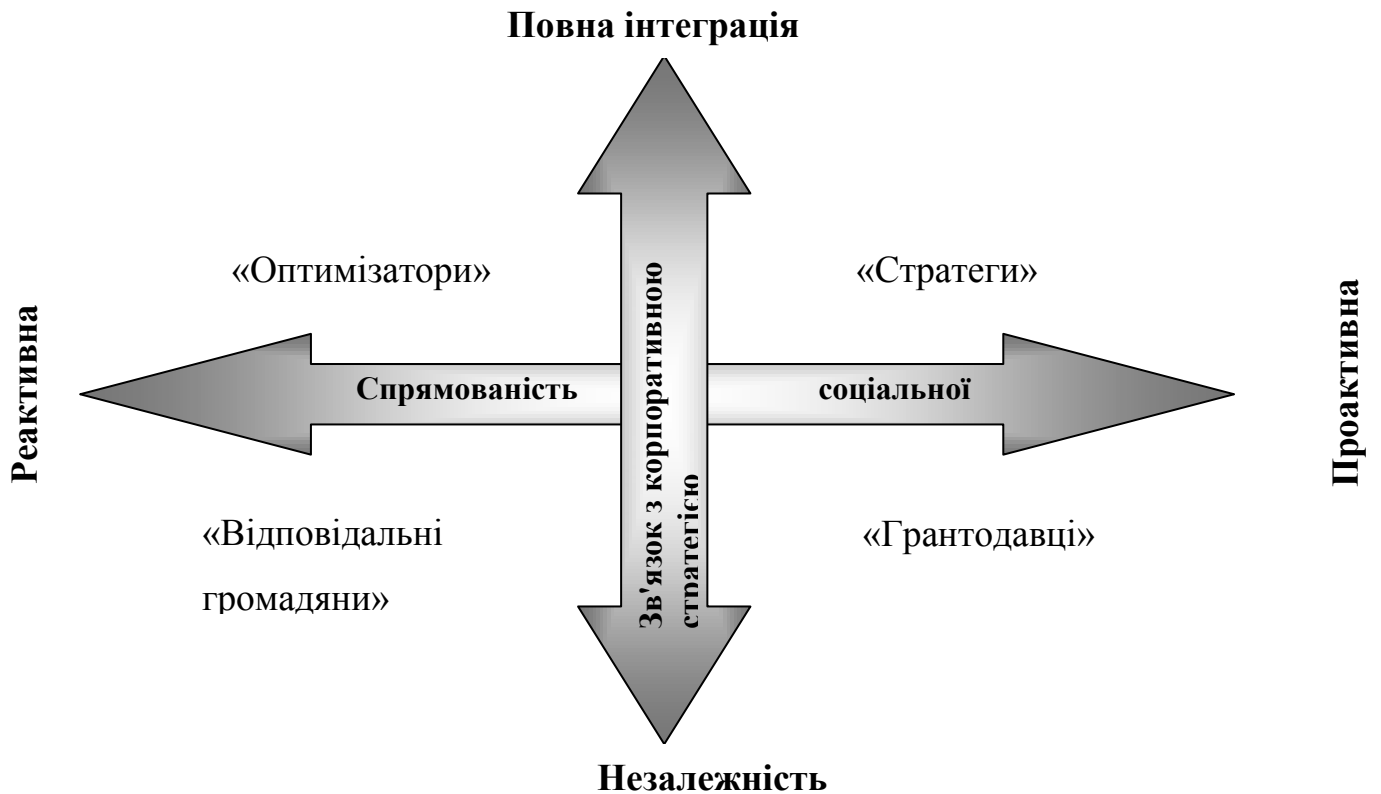 Повна інтеграція
«Оптимізатори»
«Стратеги»
Реактивна
Спрямованість
соціальної
Проактивна
Зв'язок з корпоративною
стратегією
«Відповідальні
громадяни»
«Грантодавці»
Незалежність